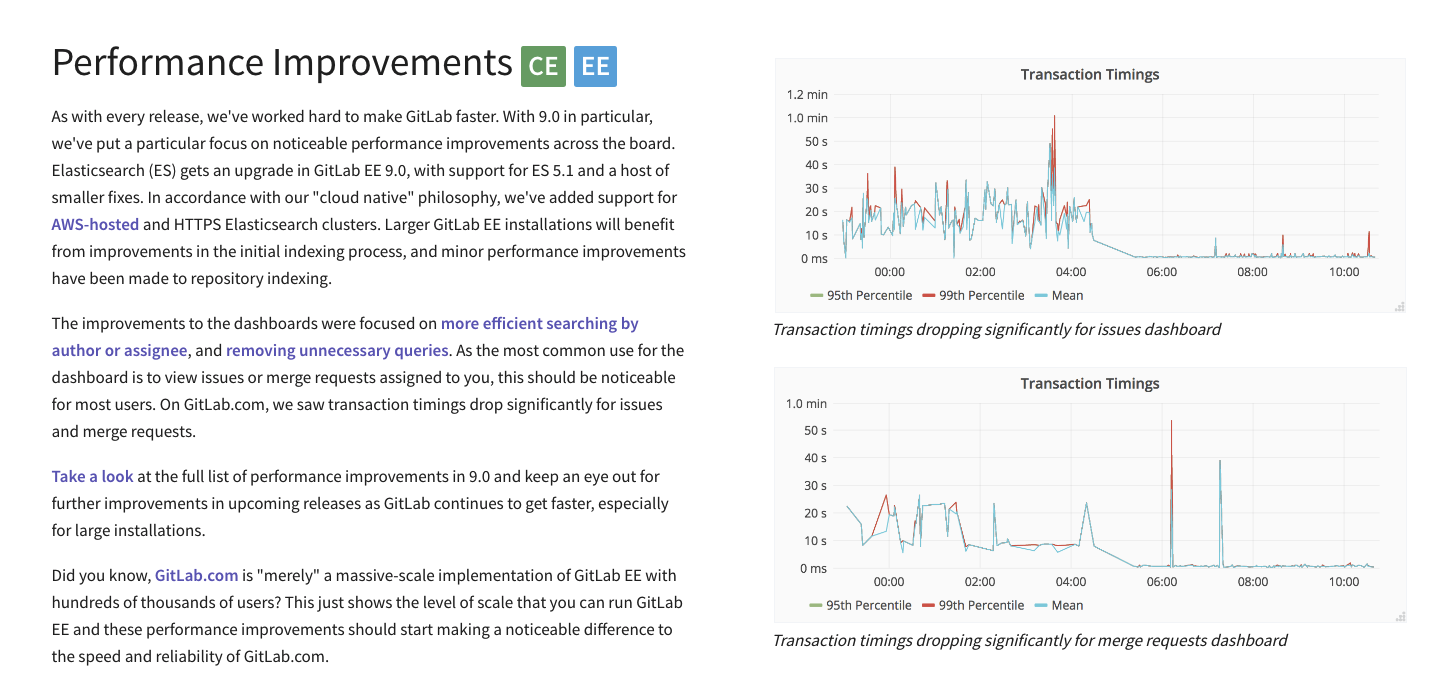 Performance Improvements CE EE
As with every release, we've worked hard to make GitLab faster. With 9.0 in particular,
we've put a particular focus on noticeable performance improvements across the board.
Elasticsearch (ES) gets an upgrade in GitLab EE 9.0, with support for ES 5.1 and a host of
smaller fixes. In accordance with our "cloud native" philosophy, we've added support for
AWS-hosted and HTTPS Elasticsearch clusters. Larger GitLab EE installations will benefit
from improvements in the initial indexing process, and minor performance improvements
have been made to repository indexing.
The improvements to the dashboards were focused on more efficient searching by
author or assignee, and removing unnecessary queries. As the most common use for the
dashboard is to view issues or merge requests assigned to you, this should be noticeable
for most users. On GitLab.com, we saw transaction timings drop significantly for issues
and merge requests.
Take a look at the full list of performance improvements in 9.0 and keep an eye out for
further improvements in upcoming releases as GitLab continues to get faster, especially
for large installations.
Did you know, GitLab.com is "merely" a massive-scale implementation of GitLab EE with
hundreds of thousands of users? This just shows the level of scale that you can run GitLab
EE and these performance improvements should start making a noticeable difference to
the speed and reliability of GitLab.com.
Transaction Timings
1.2 min
1.0 min
50 s
40 s
30 s
20 s
10 s
0 ms
00:00 02:00 04:00 06:00 08:00 10:00
95th Percentile 99th Percentile Mean
Transaction timings dropping significantly for issues dashboard
Transaction Timings
1.0 min
50 s
40 s
30 s
20 s
10 s
0 ms
00:00 02:00 04:00 06:00 08:00 10:00
95th Percentile 99th Percentile Mean
Transaction timings dropping significantly for merge requests dashboard